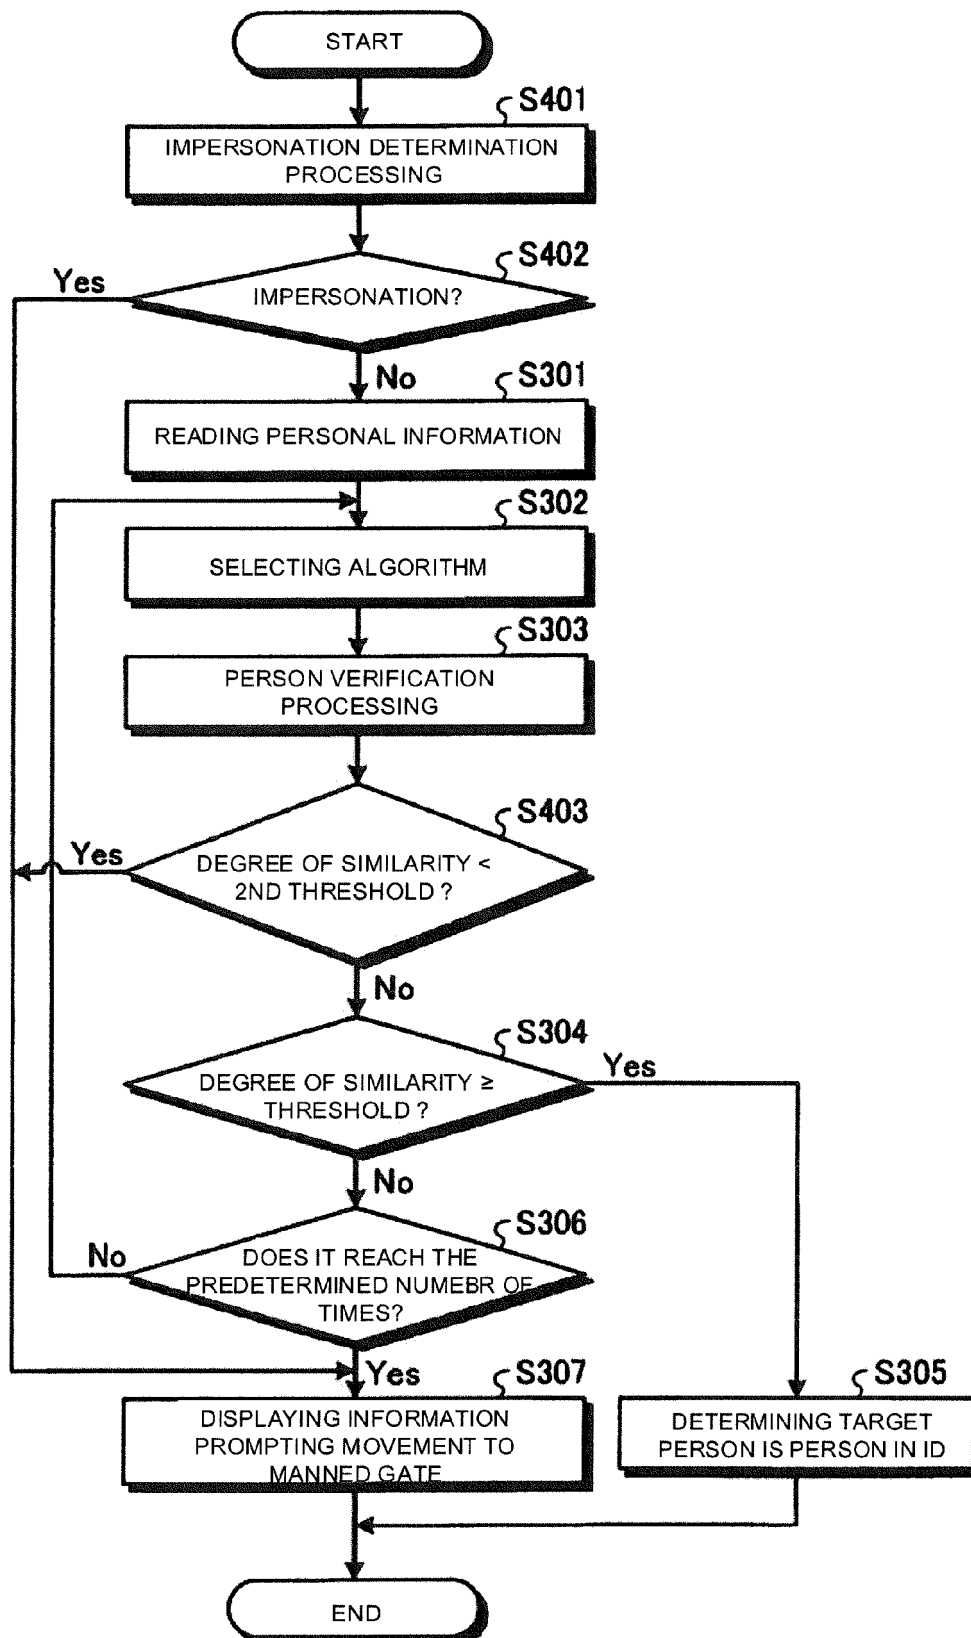 START
S401
IMPERSONATION DETERMINATION
PROCESSING
S402
Yes
IMPERSONATION?
No
S301
READING PERSONAL INFORMATION
S302
SELECTING ALGORITHM
S303
PERSON VERIFICATION
PROCESSING
S403
Yes
DEGREE OF SIMILARITY <
2ND THRESHOLD ?
No
S304
Yes
DEGREE OF SIMILARITY ≥
THRESHOLD ?
No
S306
No
DOES IT REACH THE
PREDETERMINED NUMEBR OF
TIMES?
Yes
S307
DISPLAYING INFORMATION
PROMPTING MOVEMENT TO
MANNED GATE
S305
DETERMINING TARGET
PERSON IS PERSON IN ID
END